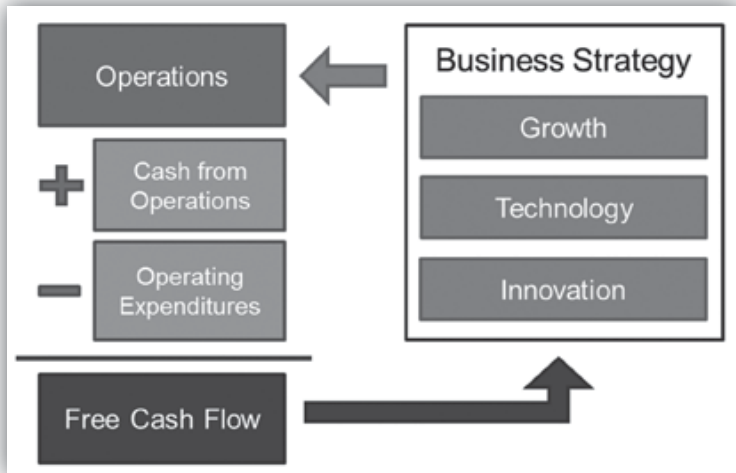 Operations
+
Cash from
Operations
−
Operating
Expenditures
Free Cash Flow
Business Strategy
Growth
Technology
Innovation